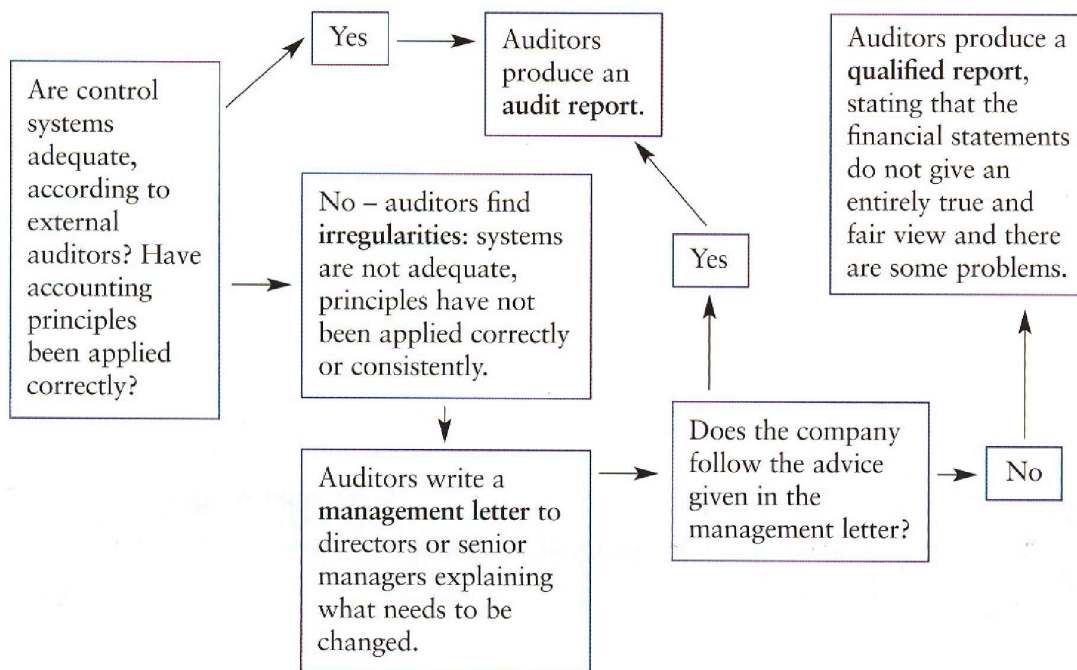 Are control
systems
adequate,
according to
external
auditors? Have
accounting
principles
been applied
correctly?
Yes
Auditors
produce an
audit report.
No – auditors find
irregularities: systems
are not adequate,
principles have not
been applied correctly
or consistently.
Auditors write a
management letter to
directors or senior
managers explaining
what needs to be
changed.
Does the company
follow the advice
given in the
management letter?
Yes
No
Auditors produce a
qualified report,
stating that the
financial statements
do not give an
entirely true and
fair view and there
are some problems.